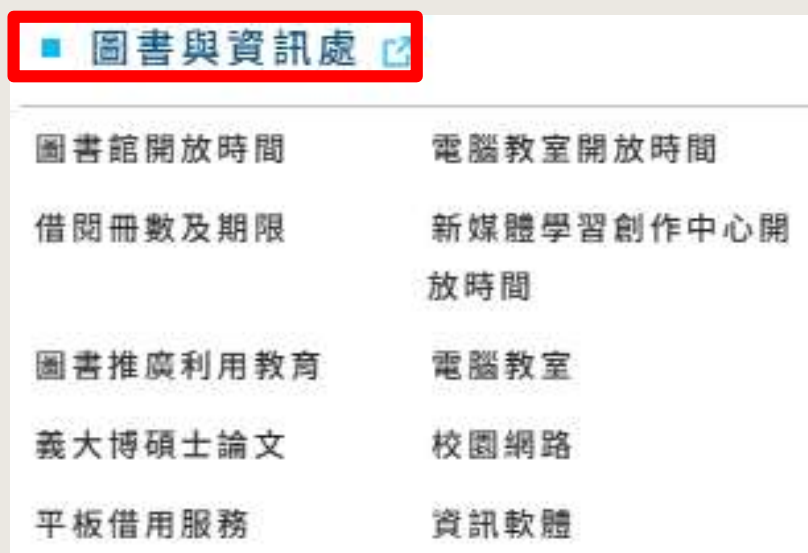 圖書與資訊處
圖書館開放時間
電腦教室開放時間
借閱冊數及期限
新媒體學習創作中心開
放時間
圖書推廣利用教育
電腦教室
義大博碩士論文
校園網路
平板借用服務
資訊軟體